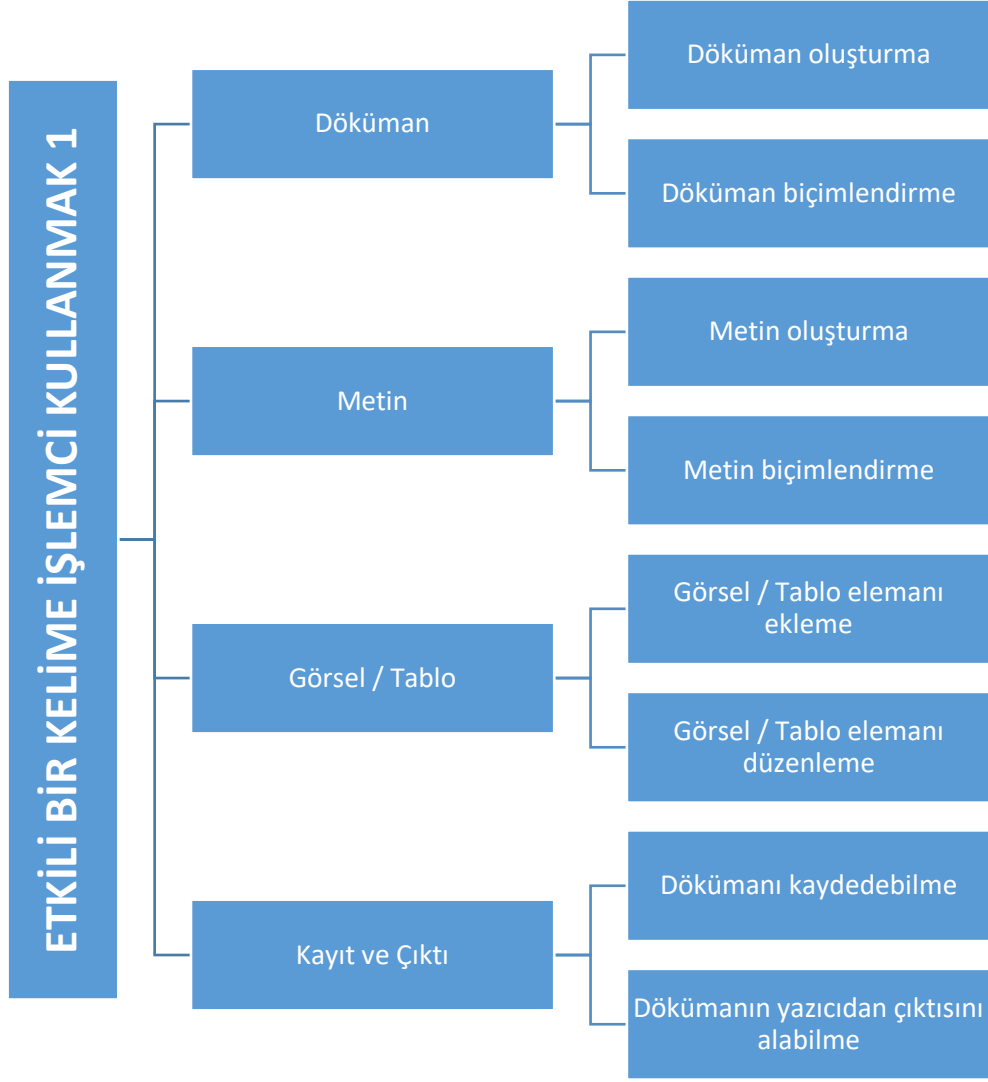 ETKİLİ BİR KELİME İŞLEMCİ KULLANMAK 1
Döküman
Döküman oluşturma
Döküman biçimlendirme
Metin
Metin oluşturma
Metin biçimlendirme
Görsel / Tablo
Görsel / Tablo elemanı
ekleme
Görsel / Tablo elemanı
düzenleme
Kayıt ve Çıktı
Dökümanı kaydedebilme
Dökümanın yazıcıdan çıktısını
alabilme